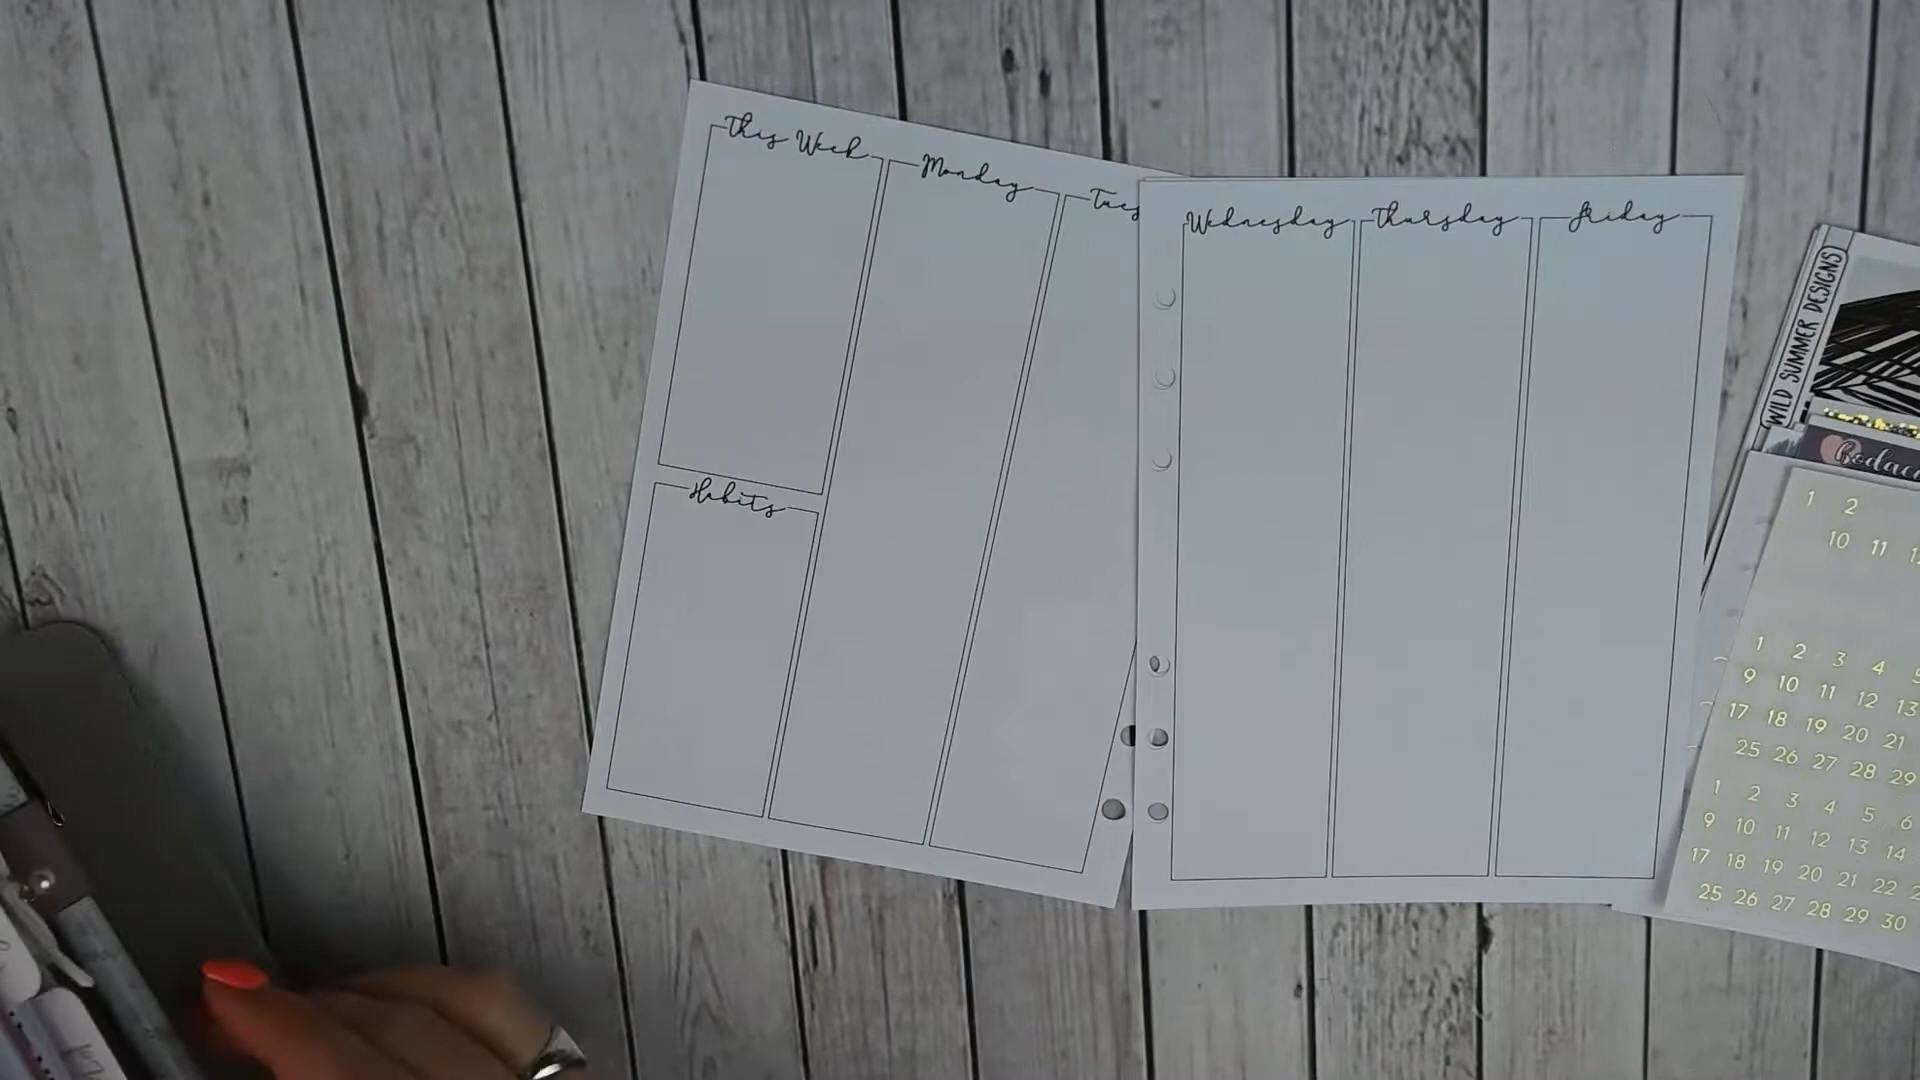 This Week
Monday
Tues
Habits
Wednesday
Thursday
Friday
WILD SUMMER DESIGNS
1 2
10 11
1 2 3 4 5
9 10 11 12 13
17 18 19 20 21
25 26 27 28 29
1 2 3 4 5 6
9 10 11 12 13 14
17 18 19 20 21 22
25 26 27 28 29 30